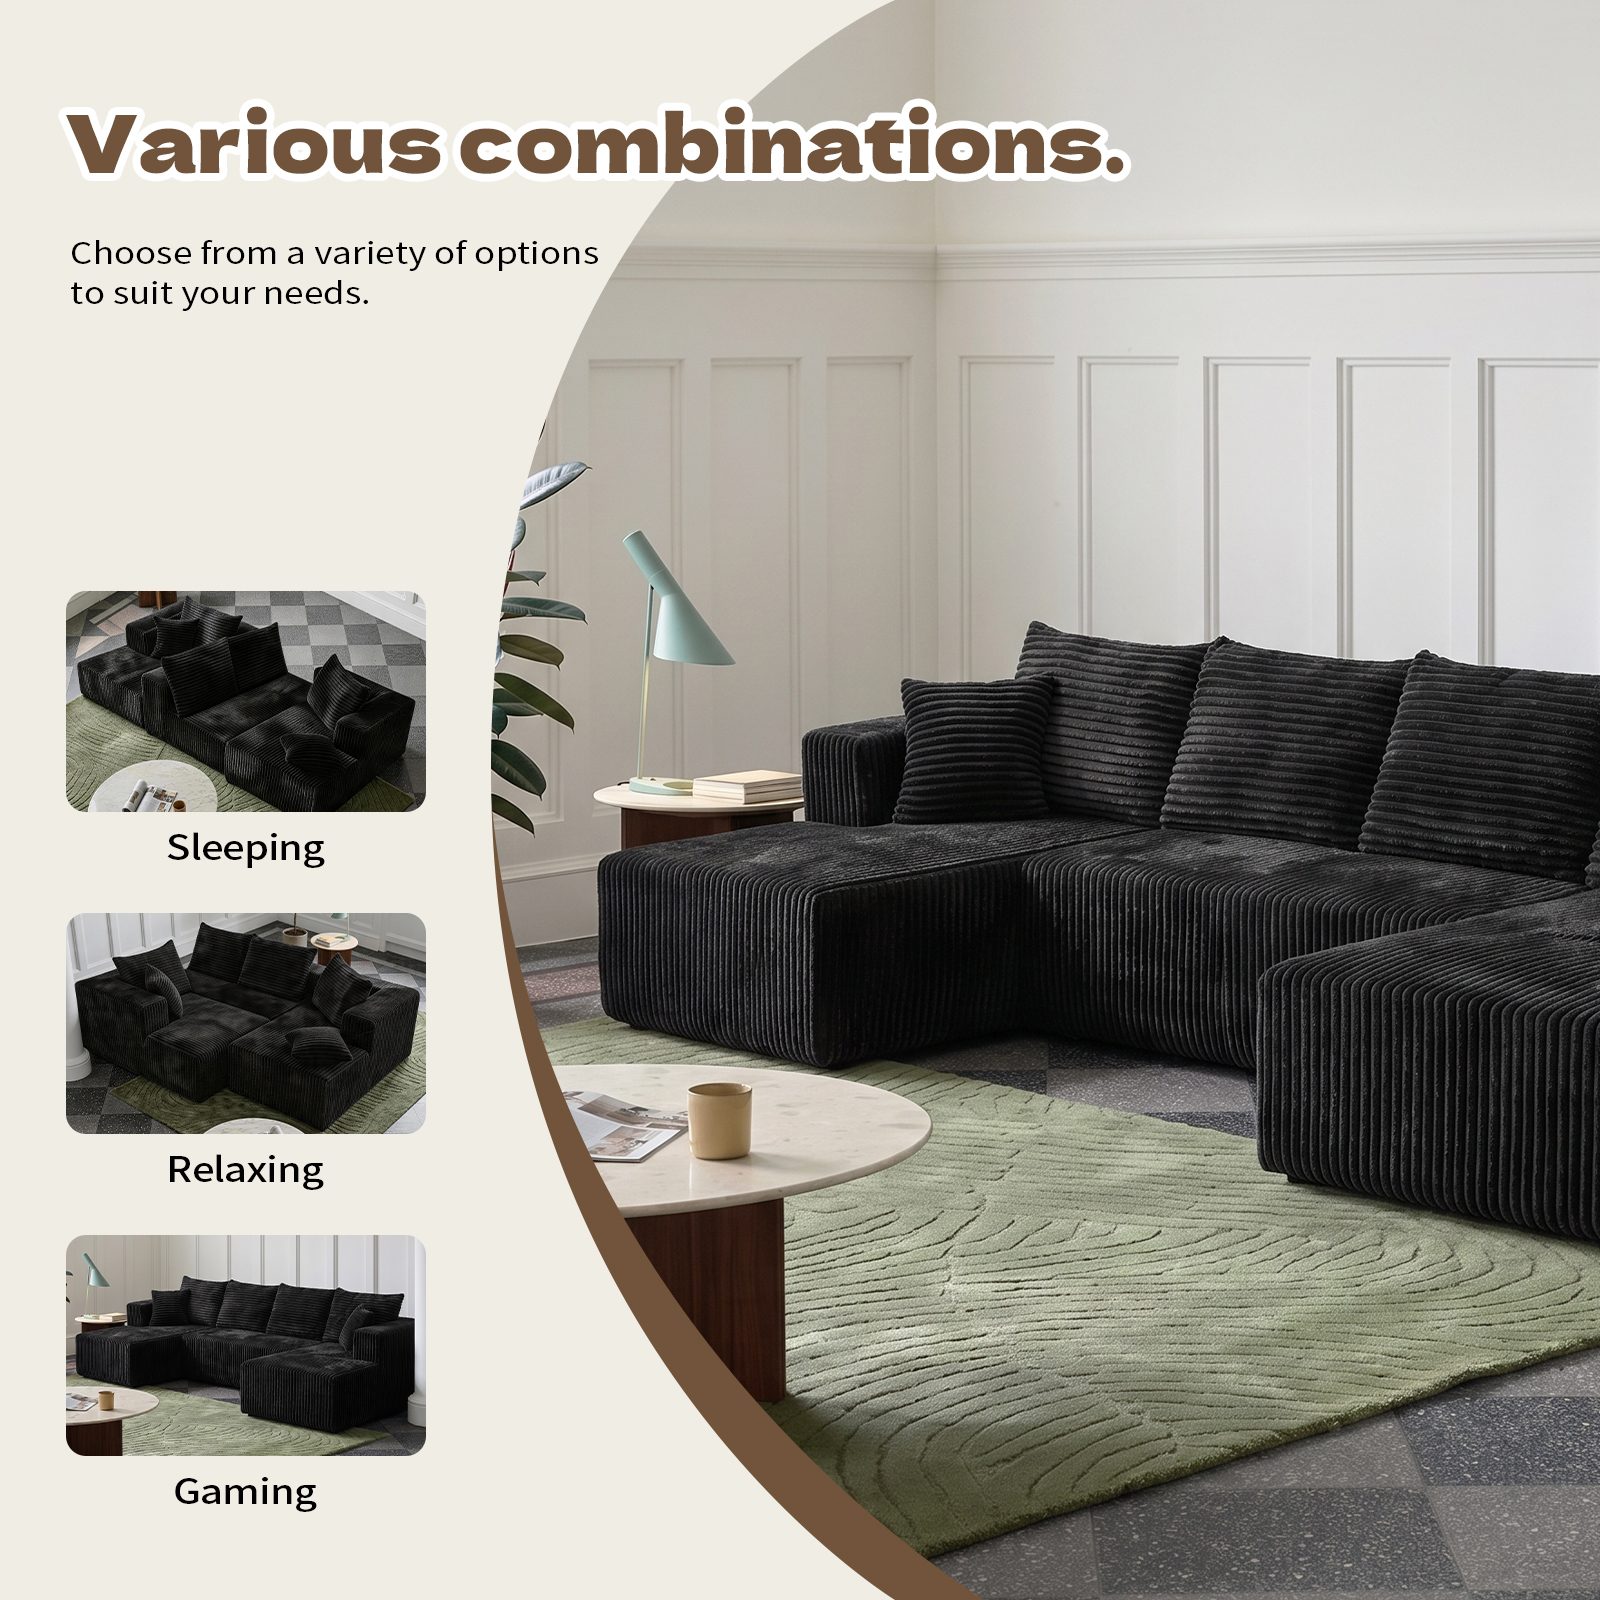 Various combinations.
Choose from a variety of options
to suit your needs.
Sleeping
Relaxing
Gaming